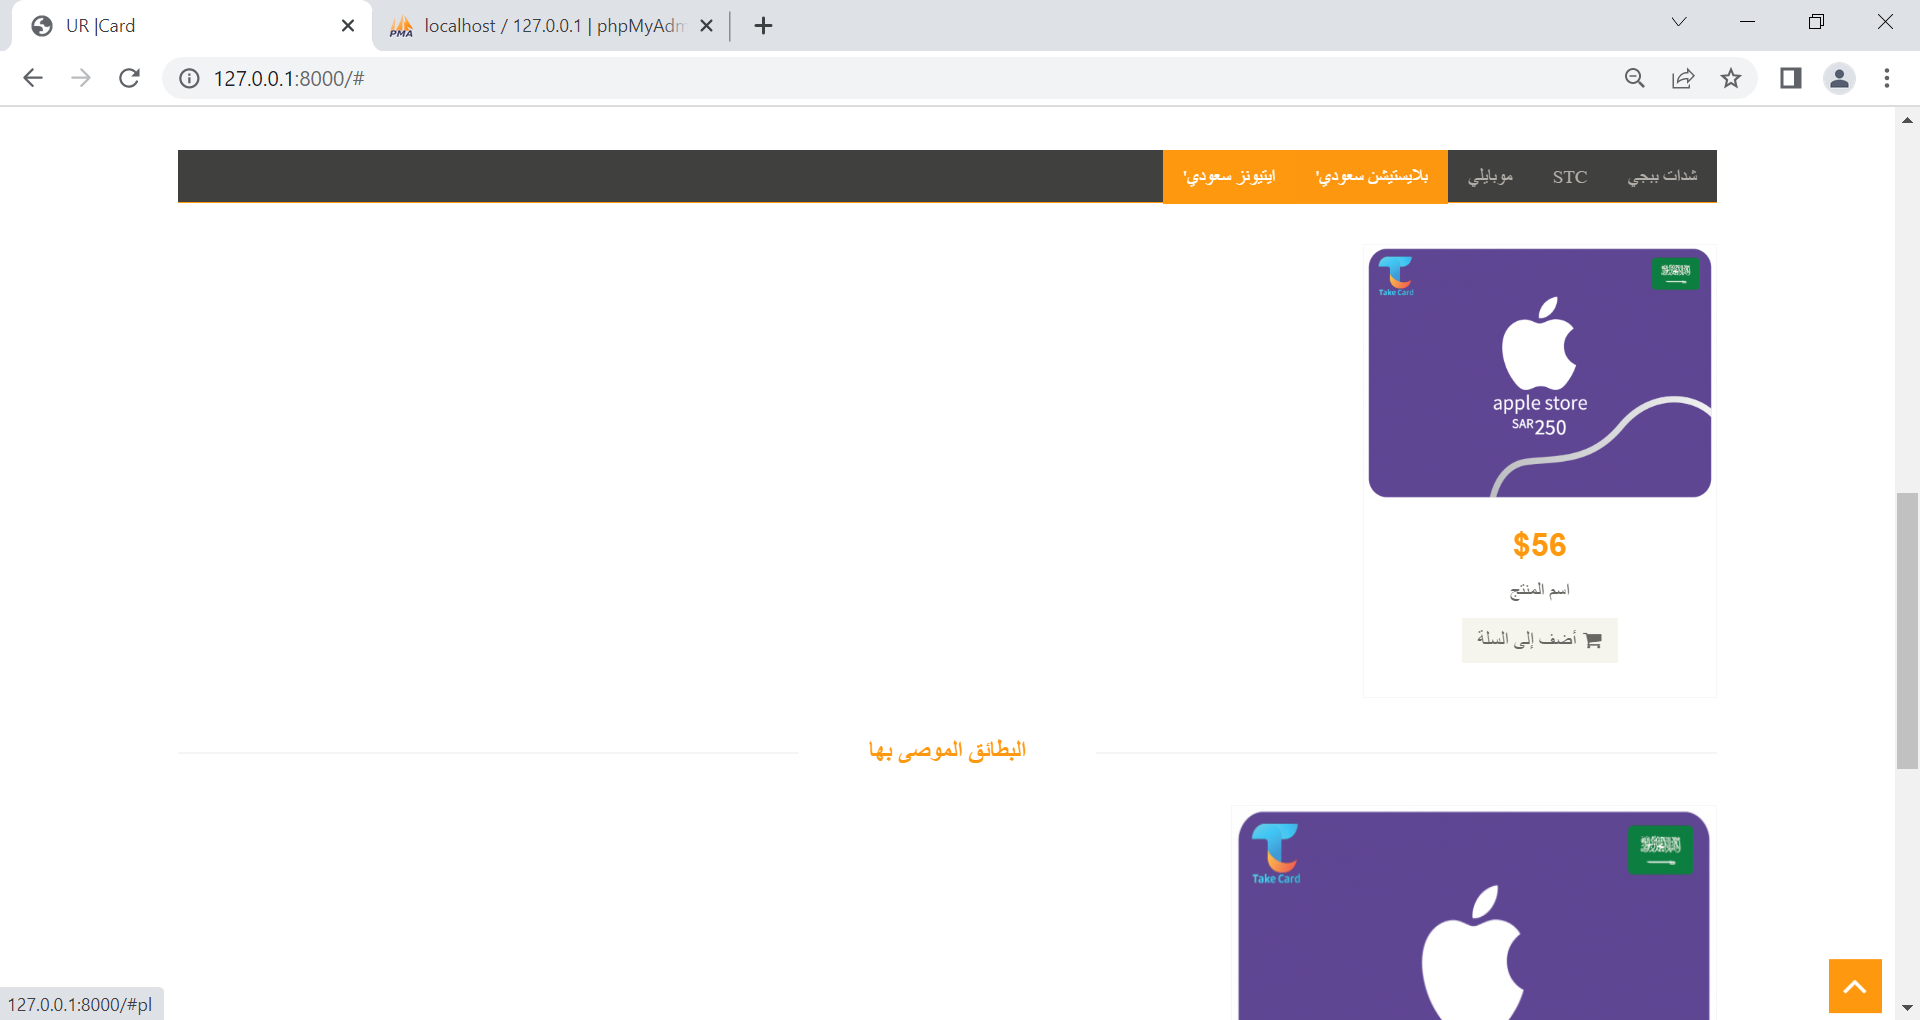 UR |Card
localhost / 127.0.0.1 | phpMyAdm
127.0.0.1:8000/#
شدات ببجي
STC
موبايلي
بلايستيشن سعودي'
ايتيونز سعودي'
Take Card
apple store
SAR250
$56
اسم المنتج
أضف إلى السلة
البطائق الموصى بها
Take Card
127.0.0.1:8000/#pl